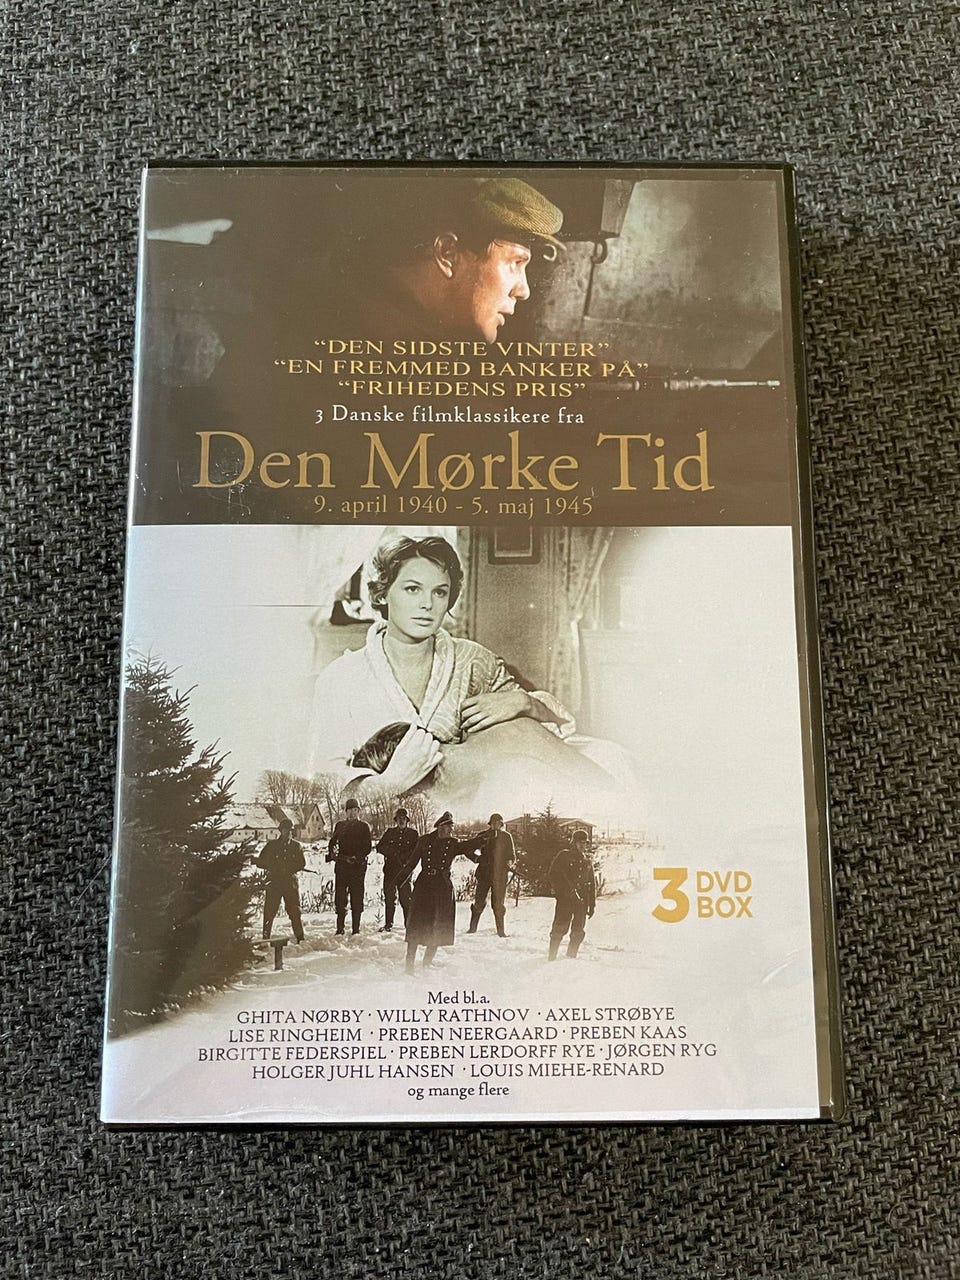 “DEN SIDSTE VINTER”
“EN FREMMED BANKER PÅ”
“FRIHEDENS PRIS”
3 Danske filmklassikere fra
Den Mørke Tid
9. april 1940 - 5. maj 1945
3 DVD
BOX
Med bl.a.
GHITA NØRBY · WILLY RATHNOV · AXEL STRØBYE
LISE RINGHEIM · PREBEN NEERGAARD · PREBEN KAAS
BIRGITTE FEDERSPIEL · PREBEN LERDORFF RYE · JØRGEN RYG
HOLGER JUHL HANSEN · LOUIS MIEHE-RENARD
og mange flere